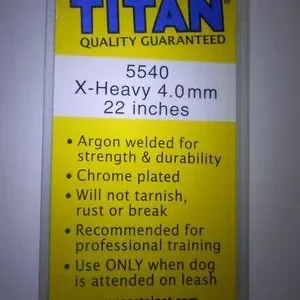 TITAN®
QUALITY GUARANTEED
5540
X-Heavy 4.0mm
22 inches
• Argon welded for
strength & durability
• Chrome plated
• Will not tarnish,
rust or break
• Recommended for
professional training
• Use ONLY when dog
is attended on leash